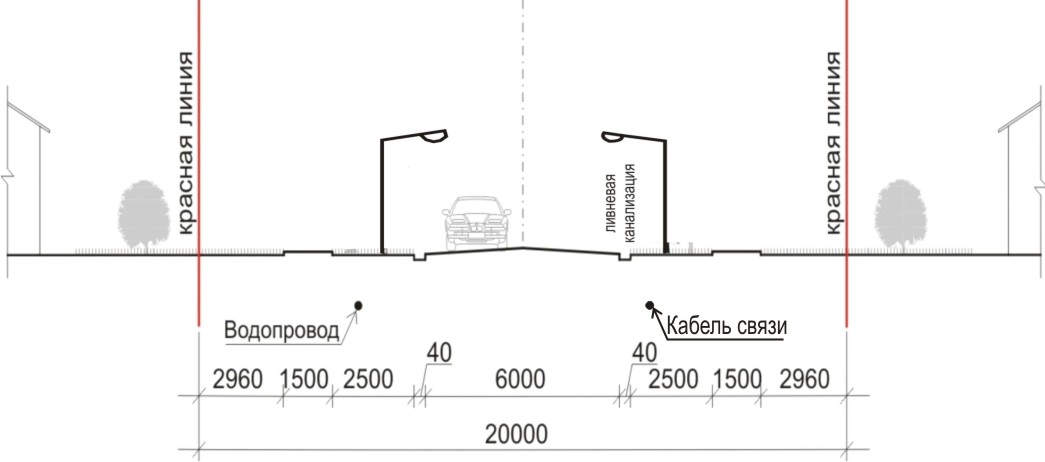 красная линия
красная линия
ливневая
канализация
Водопровод
Кабель связи
40
40
2960 1500 2500 6000 2500 1500 2960
20000